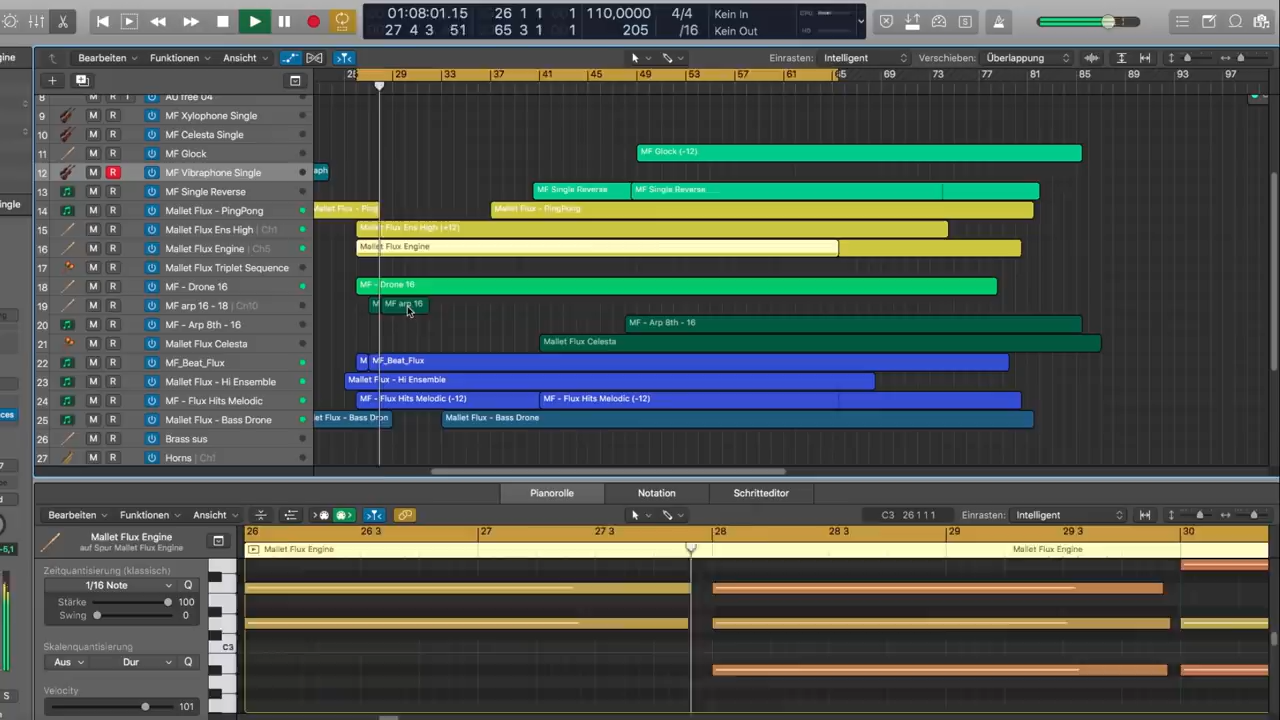 01:08:01.15
27 4 3 51
26 1 1 1
65 1 1 1
110,0000
205
4/4
/16
Kein In
Kein Out
CPU
Bearbeiten
Funktionen
Ansicht
Einrasten:
Intelligent
Verschieben:
Überlappung
29 33 37 41 45 49 53 57 61 65 69 73 77 81 85 89 93 97
8 M R I AU free 04
9 M R MF Xylophone Single
10 M R MF Celesta Single
11 M R MF Glock
MF Glock (-12)
12 M R MF Vibraphone Single
aph
13 M R MF Single Reverse
MF Single Reverse
MF Single Reverse
14 M R Mallet Flux - PingPong
Mallet Flux - Ping
Mallet Flux - PingPong
15 M R Mallet Flux Ens High | Ch1
Mallet Flux Ens High (+12)
16 M R Mallet Flux Engine | Ch5
Mallet Flux Engine
17 M R Mallet Flux Triplet Sequence
18 M R MF - Drone 16
MF - Drone 16
19 M R MF arp 16 - 18 | Ch10
M
MF arp 16
20 M R MF - Arp 8th - 16
MF - Arp 8th - 16
21 M R Mallet Flux Celesta
Mallet Flux Celesta
22 M R MF_Beat_Flux
M
MF_Beat_Flux
23 M R Mallet Flux - Hi Ensemble
Mallet Flux - Hi Ensemble
24 M R MF - Flux Hits Melodic
MF - Flux Hits Melodic (-12)
MF - Flux Hits Melodic (-12)
25 M R Mallet Flux - Bass Drone
let Flux - Bass Dron
Mallet Flux - Bass Drone
26 M R Brass sus
27 M R Horns | Ch1
Pianorolle
Notation
Schritteditor
Bearbeiten
Funktionen
Ansicht
C3 26 1 1 1
Einrasten:
Intelligent
Mallet Flux Engine
auf Spur Mallet Flux Engine
26 26 3 27 27 3 28 28 3 29 29 3 30
Mallet Flux Engine
Mallet Flux Engine
Zeitquantisierung (klassisch)
1/16 Note
Q
Stärke
100
Swing
0
Skalenquantisierung
Aus
Dur
Q
Velocity
101
C3
-5,1
S